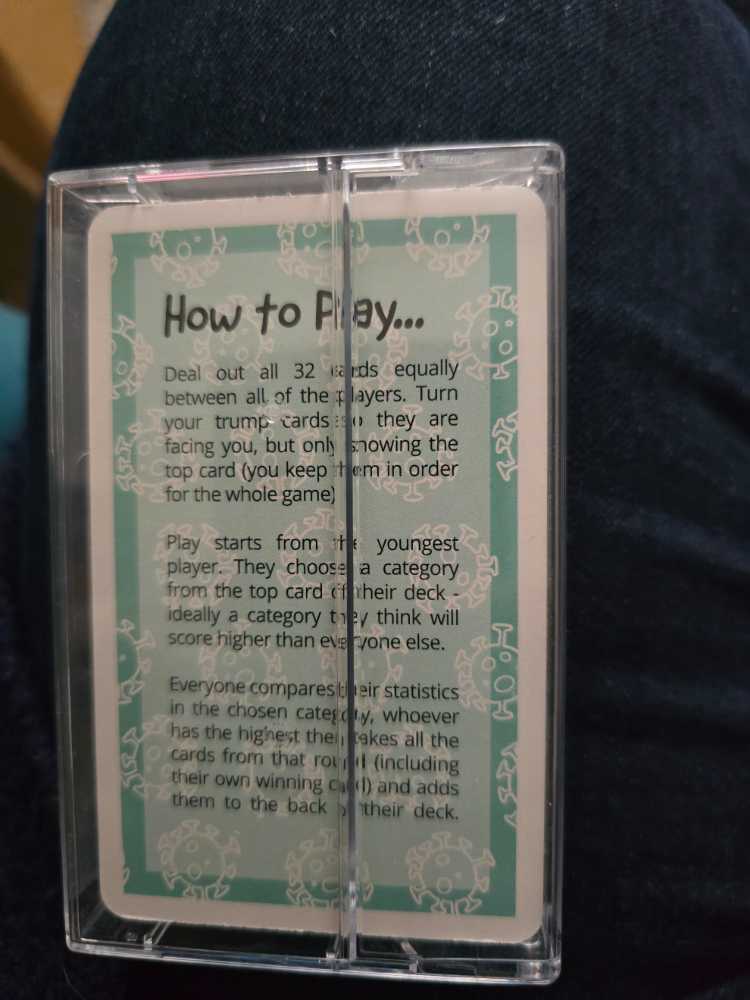 How to Play...
Deal out all 32 cards equally
between all of the players. Turn
your trump cards so they are
facing you, but only showing the
top card (you keep them in order
for the whole game)
Play starts from the youngest
player. They choose a category
from the top card of their deck -
ideally a category they think will
score higher than everyone else.
Everyone compares their statistics
in the chosen category, whoever
has the highest then takes all the
cards from that round (including
their own winning card) and adds
them to the back of their deck.